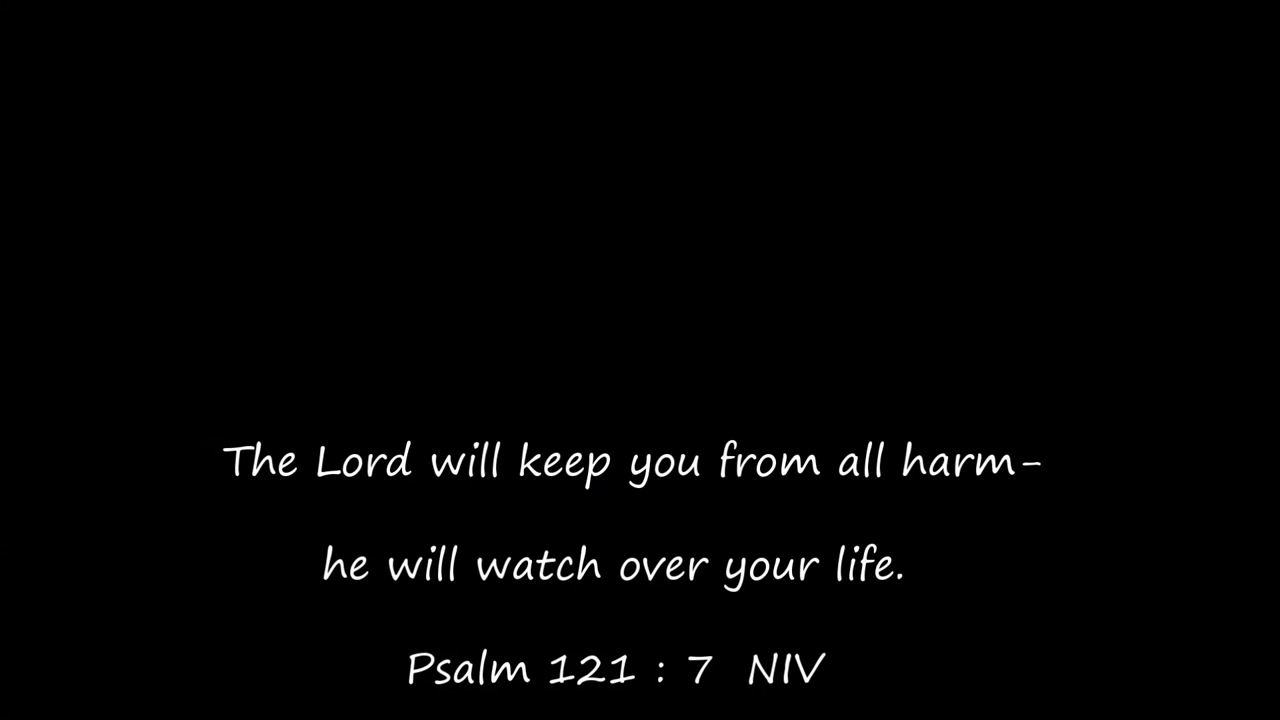 The Lord will keep you from all harm-
he will watch over your life.
Psalm 121 : 7 NIV